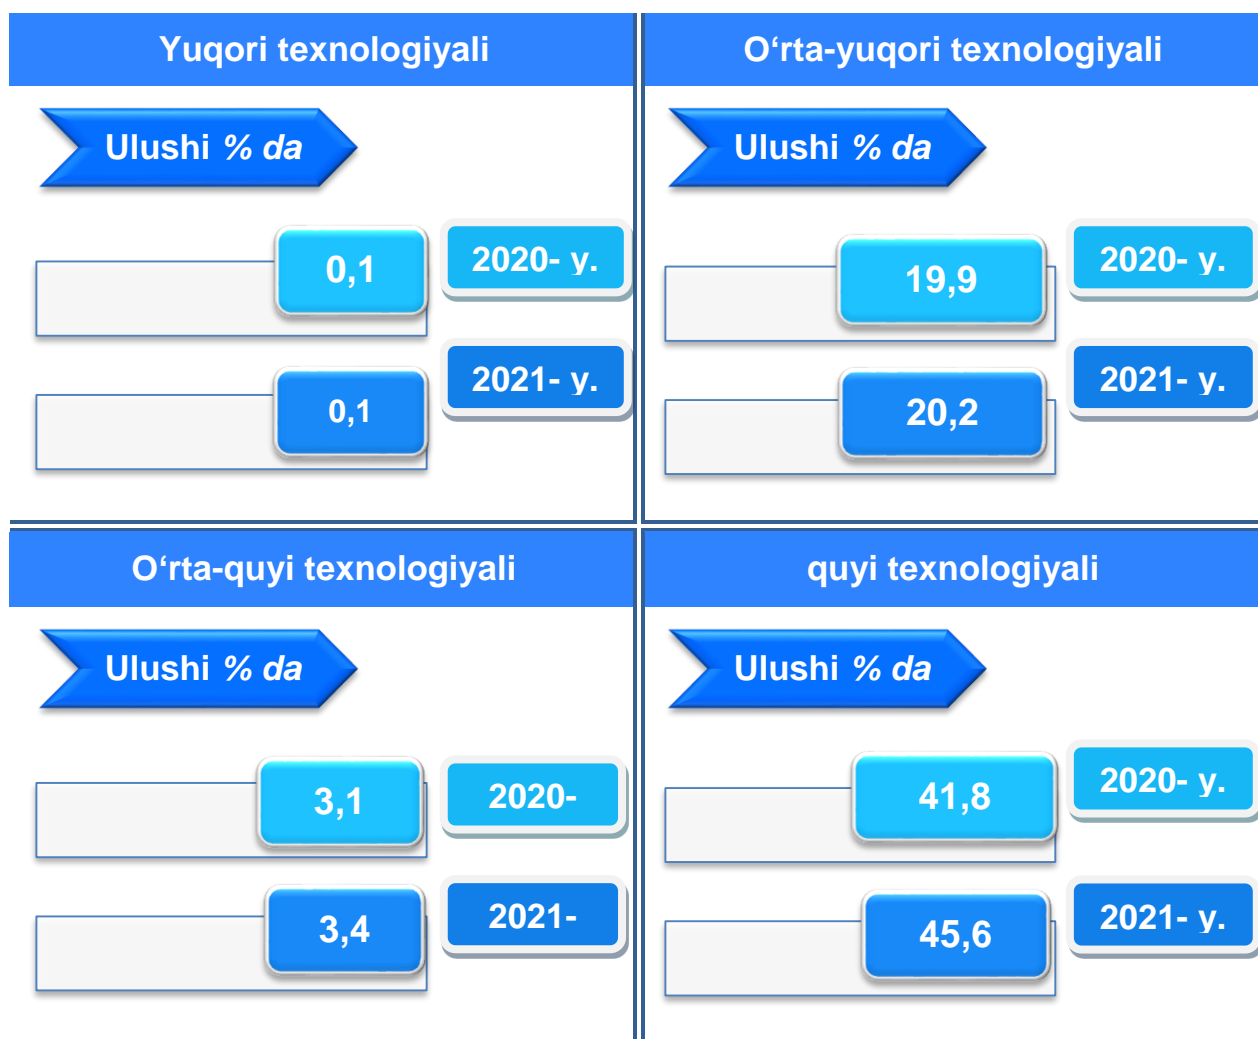 Yuqori texnologiyali
Ulushi % da
0,1
2020- y.
0,1
2021- y.
O‘rta-yuqori texnologiyali
Ulushi % da
19,9
2020- y.
20,2
2021- y.
O‘rta-quyi texnologiyali
Ulushi % da
3,1
2020-
3,4
2021-
quyi texnologiyali
Ulushi % da
41,8
2020- y.
45,6
2021- y.